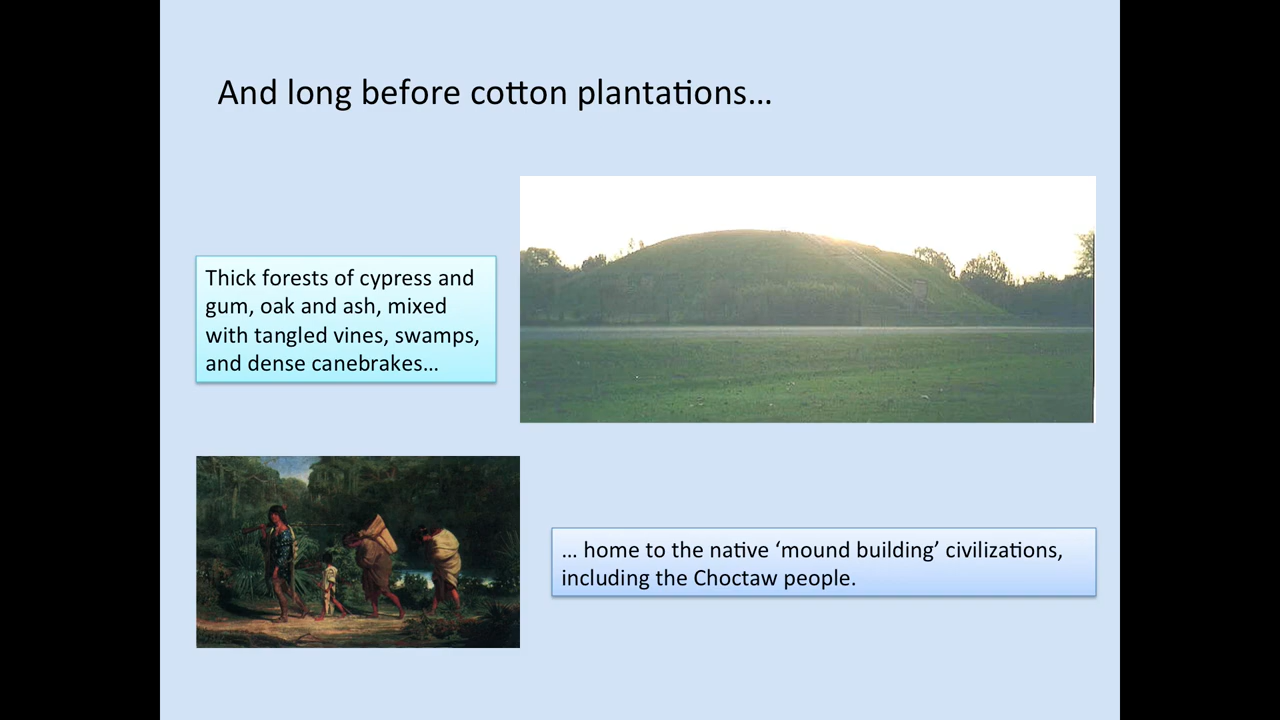 And long before cotton plantations…
Thick forests of cypress and
gum, oak and ash, mixed
with tangled vines, swamps,
and dense canebrakes…
… home to the native ‘mound building’ civilizations,
including the Choctaw people.